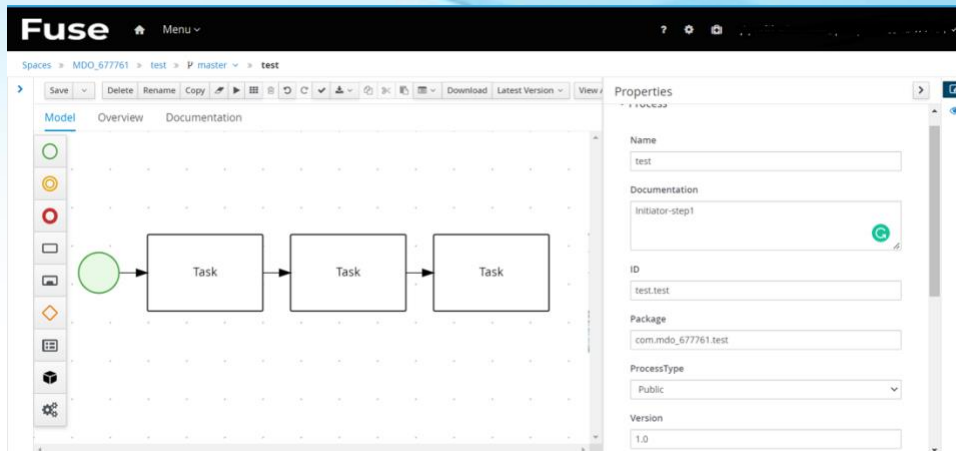 Fuse Menu ?
Spaces » MDO_677761 » test » master » test
Save Delete Rename Copy Download Latest Version View
Properties
Process
Model Overview Documentation
Name
test
Documentation
Initiator-step1
Task Task Task
ID
test.test
Package
com.mdo_677761.test
ProcessType
Public
Version
1.0